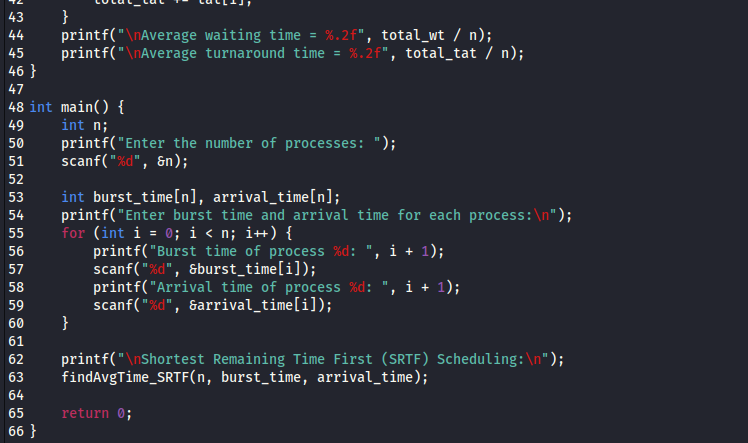 42        total_tat += tat[i];
43    }
44    printf("\nAverage waiting time = %.2f", total_wt / n);
45    printf("\nAverage turnaround time = %.2f", total_tat / n);
46 }
47
48 int main() {
49    int n;
50    printf("Enter the number of processes: ");
51    scanf("%d", &n);
52
53    int burst_time[n], arrival_time[n];
54    printf("Enter burst time and arrival time for each process:\n");
55    for (int i = 0; i < n; i++) {
56        printf("Burst time of process %d: ", i + 1);
57        scanf("%d", &burst_time[i]);
58        printf("Arrival time of process %d: ", i + 1);
59        scanf("%d", &arrival_time[i]);
60    }
61
62    printf("\nShortest Remaining Time First (SRTF) Scheduling:\n");
63    findAvgTime_SRTF(n, burst_time, arrival_time);
64
65    return 0;
66 }